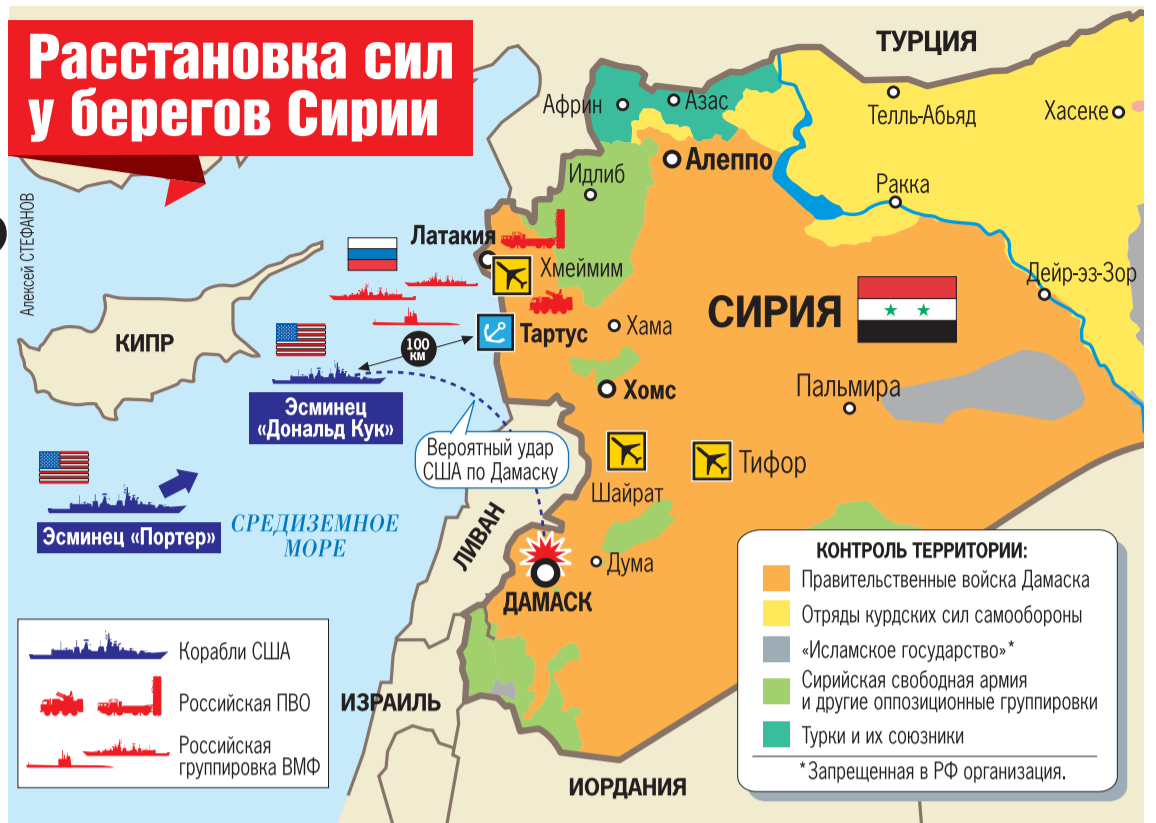 Расстановка сил
у берегов Сирии
Алексей СТЕФАНОВ
ТУРЦИЯ
Африн
Азас
Телль-Абьяд
Хасеке
Алеппо
Идлиб
Ракка
Латакия
Хмеймим
Дейр-эз-Зор
СИРИЯ
КИПР
100
КМ
Тартус
Хама
Хомс
Пальмира
Эсминец
«Дональд Кук»
Вероятный удар
США по Дамаску
Тифор
Шайрат
Эсминец «Портер»
СРЕДИЗЕМНОЕ
МОРЕ
ЛИВАН
Дума
ДАМАСК
ИЗРАИЛЬ
ИОРДАНИЯ
Корабли США
Российская ПВО
Российская
группировка ВМФ
КОНТРОЛЬ ТЕРРИТОРИИ:
Правительственные войска Дамаска
Отряды курдских сил самообороны
«Исламское государство»*
Сирийская свободная армия
и другие оппозиционные группировки
Турки и их союзники
*Запрещенная в РФ организация.